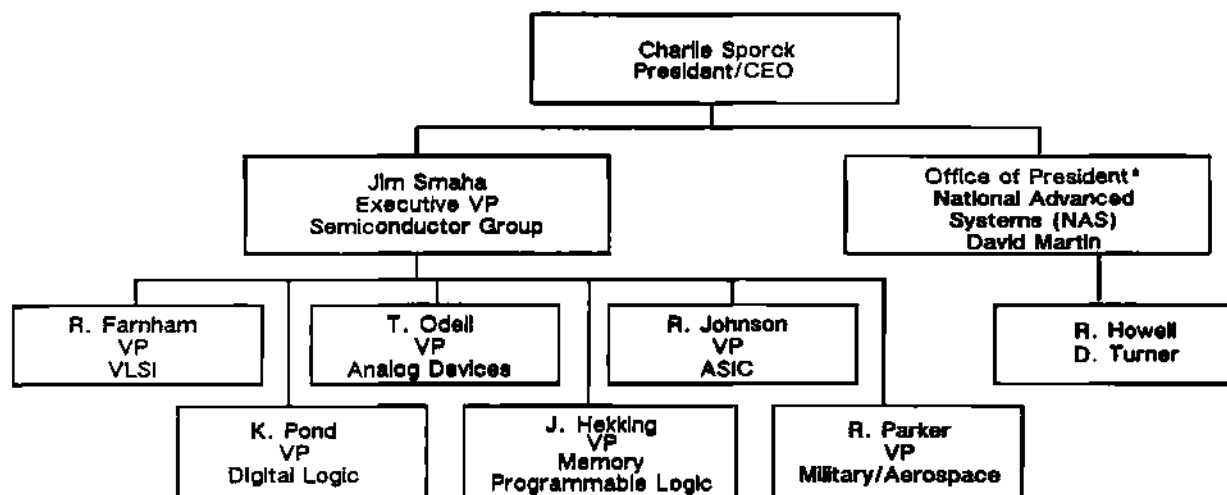 Charlie Sporck
President/CEO
Jim Smaha
Executive VP
Semiconductor Group
Office of President*
National Advanced
Systems (NAS)
David Martin
R. Farnham
VP
VLSI
T. Odell
VP
Analog Devices
R. Johnson
VP
ASIC
R. Howell
D. Turner
K. Pond
VP
Digital Logic
J. Hekking
VP
Memory
Programmable Logic
R. Parker
VP
Military/Aerospace